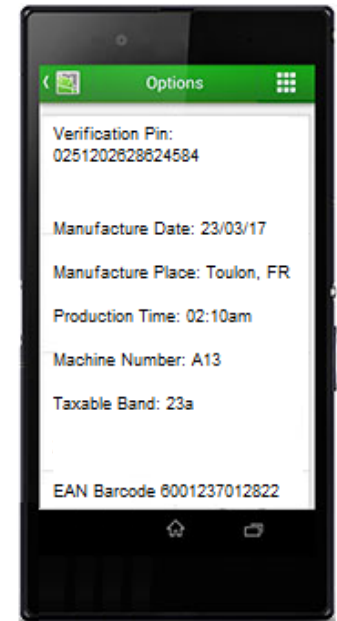 Options
Verification Pin:
0251202628624584
Manufacture Date: 23/03/17
Manufacture Place: Toulon, FR
Production Time: 02:10am
Machine Number: A13
Taxable Band: 23a
EAN Barcode 6001237012822